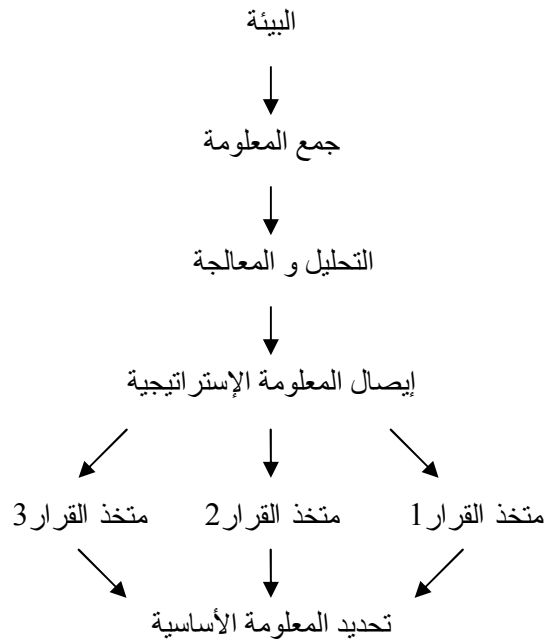 البيئة
جمع المعلومة
التحليل و المعالجة
إيصال المعلومة الإستراتيجية
متخذ القرار1 متخذ القرار2 متخذ القرار3
تحديد المعلومة الأساسية